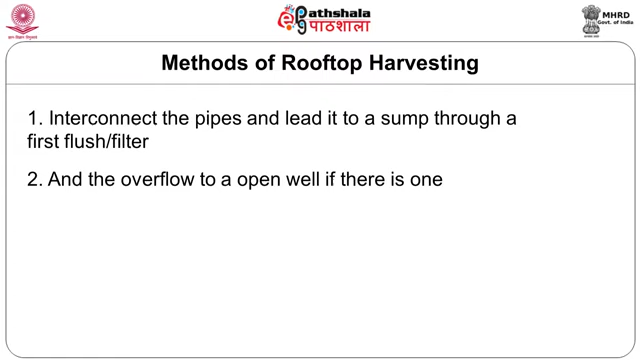 Pathshala
पाठशाला
MHRD
Govt. of India
Methods of Rooftop Harvesting
1. Interconnect the pipes and lead it to a sump through a
first flush/filter
2. And the overflow to a open well if there is one